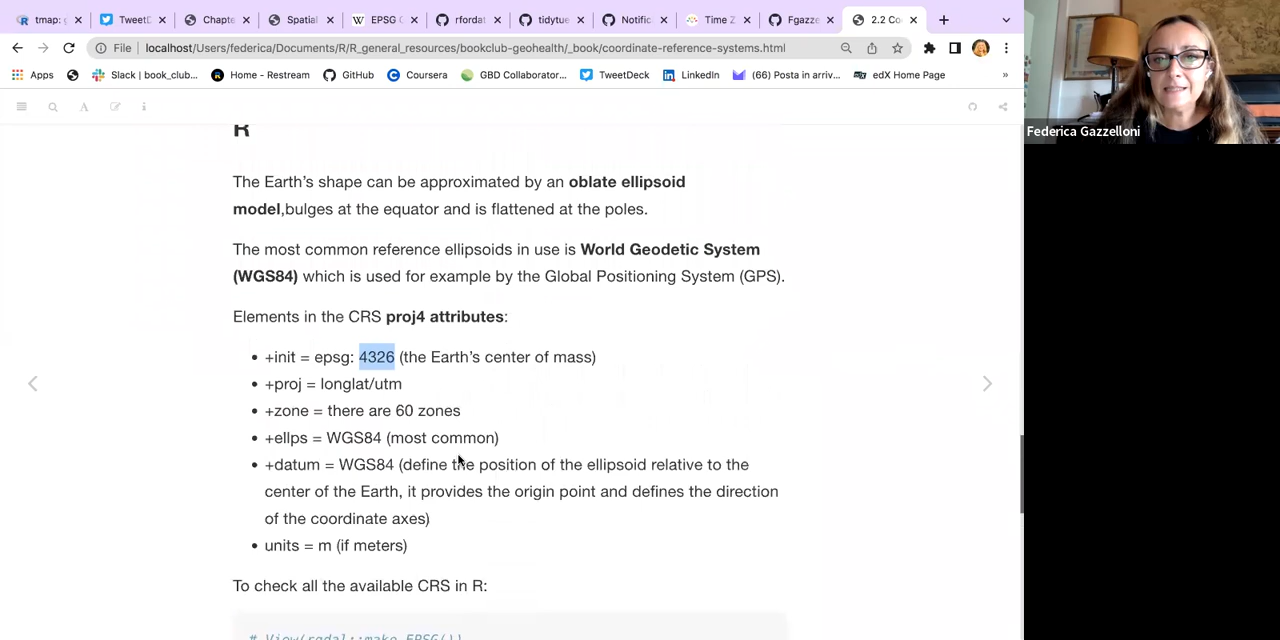 tmap: g
TweetD
Chapte
Spatial
EPSG G
rfordat
tidytue
Notific
Time Z
Fgazze
2.2 Co
File
localhost/Users/federica/Documents/R/R_general_resources/bookclub-geohealth/_book/coordinate-reference-systems.html
Apps
Slack | book_club...
Home - Restream
GitHub
Coursera
GBD Collaborator...
TweetDeck
LinkedIn
(66) Posta in arriv...
edX Home Page
»
Federica Gazzelloni
R
The Earth's shape can be approximated by an oblate ellipsoid
model,bulges at the equator and is flattened at the poles.
The most common reference ellipsoids in use is World Geodetic System
(WGS84) which is used for example by the Global Positioning System (GPS).
Elements in the CRS proj4 attributes:
• +init = epsg: 4326 (the Earth's center of mass)
• +proj = longlat/utm
• +zone = there are 60 zones
• +ellps = WGS84 (most common)
• +datum = WGS84 (define the position of the ellipsoid relative to the
center of the Earth, it provides the origin point and defines the direction
of the coordinate axes)
• units = m (if meters)
To check all the available CRS in R:
# View(rgdal::make_EPSG())